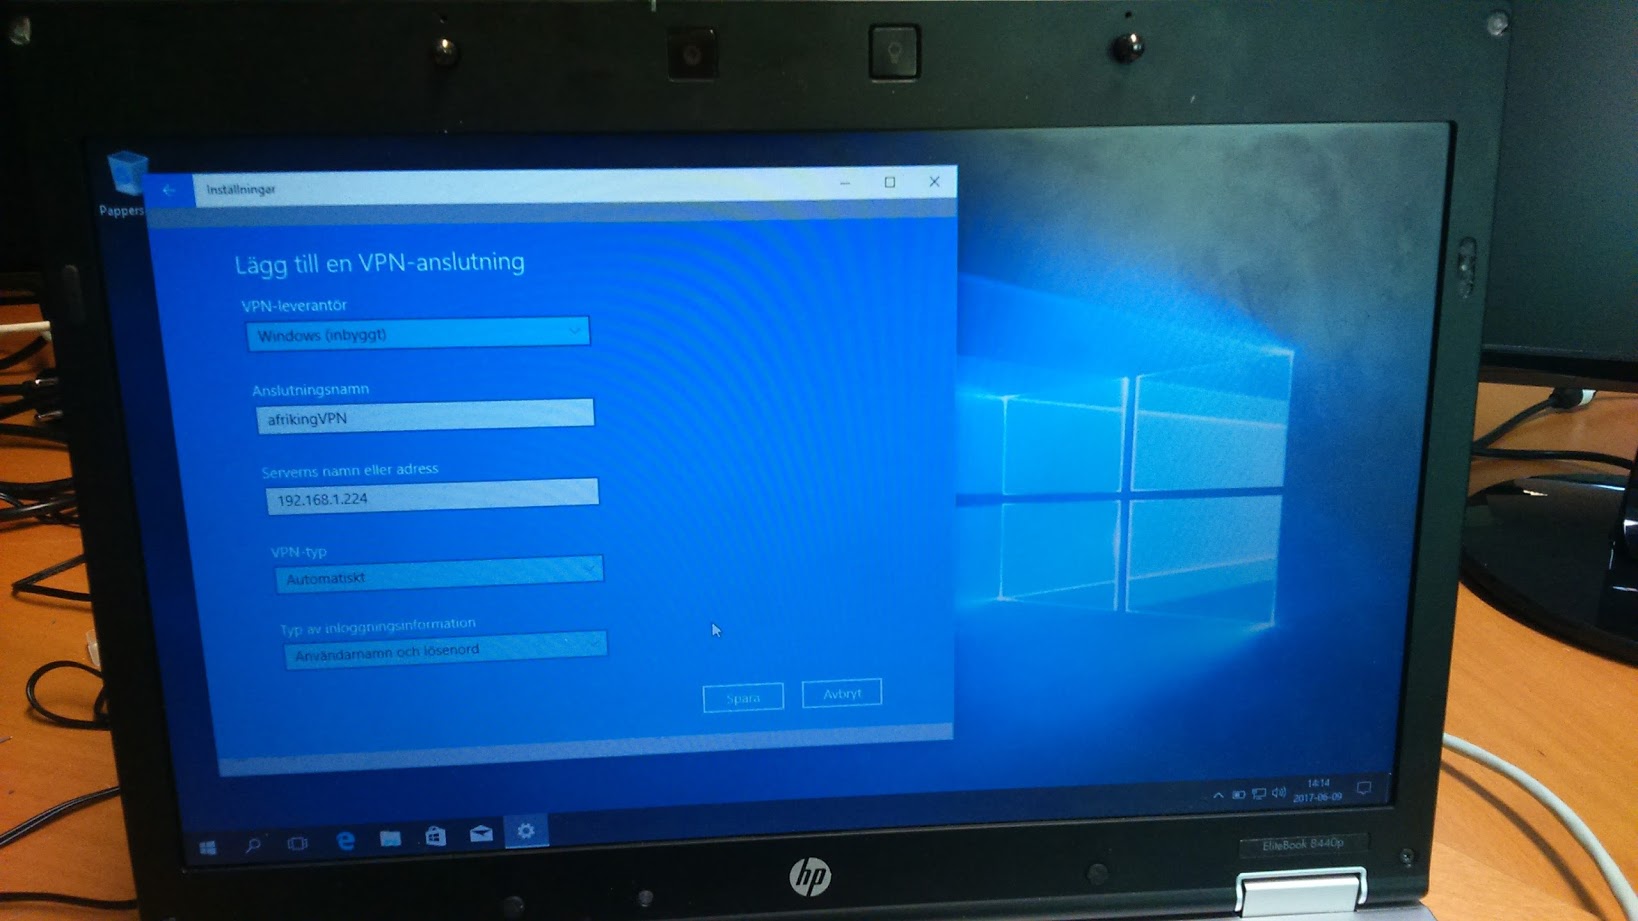 Pappers
Inställningar
Lägg till en VPN-anslutning
VPN-leverantör
Windows (inbyggt)
Anslutningsnamn
afrikingVPN
Serverns namn eller adress
192.168.1.224
VPN-typ
Automatiskt
Typ av inloggningsinformation
Användarnamn och lösenord
Spara
Avbryt
14:14
2017-06-09
EliteBook 8440p
hp